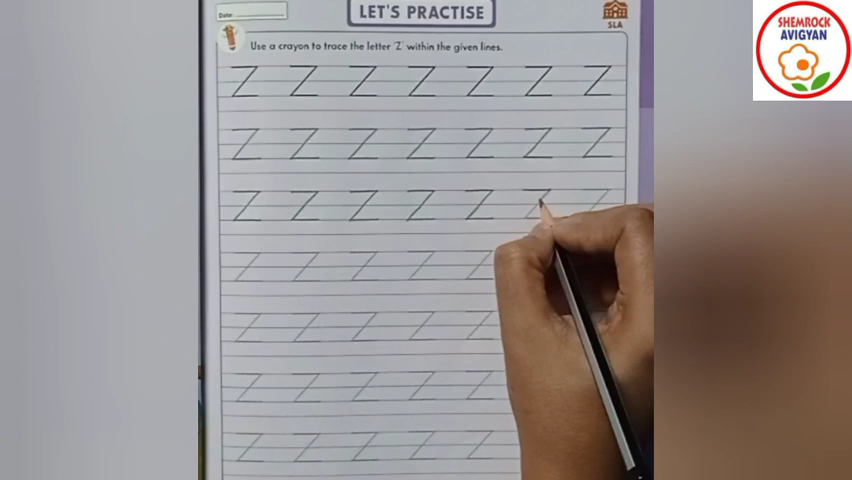 LET'S PRACTISE
Date:
SLA
SHEMROCK
AVIGYAN
Use a crayon to trace the letter 'Z' within the given lines.
Z Z Z Z Z Z Z
Z Z Z Z Z Z Z
Z Z Z Z Z Z Z
Z Z Z Z Z
Z Z Z Z Z
Z Z Z Z Z
Z Z Z Z Z